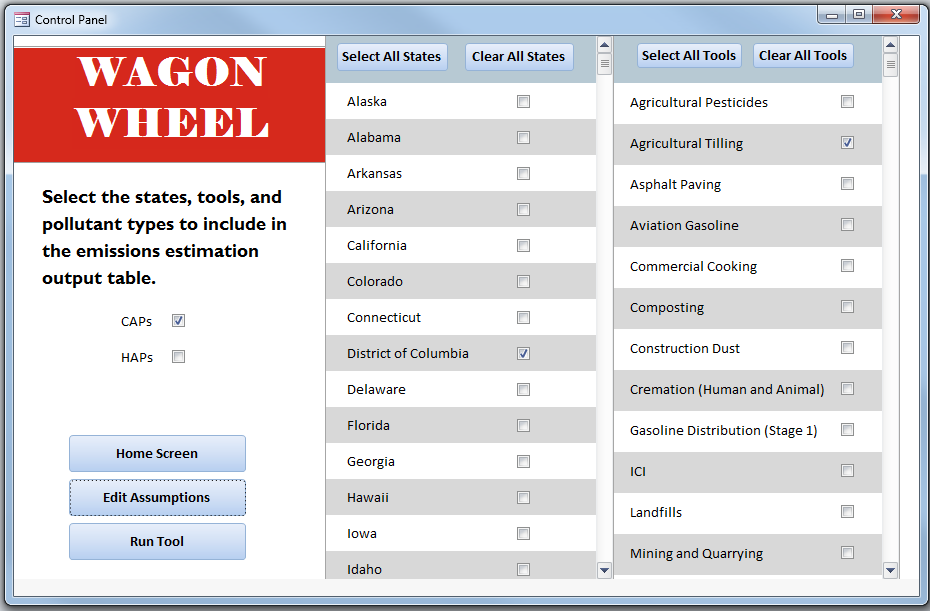 Control Panel
WAGON
WHEEL
Select the states, tools, and
pollutant types to include in
the emissions estimation
output table.
CAPs
HAPs
Home Screen
Edit Assumptions
Run Tool
Select All States
Clear All States
Alaska
Alabama
Arkansas
Arizona
California
Colorado
Connecticut
District of Columbia
Delaware
Florida
Georgia
Hawaii
Iowa
Idaho
Select All Tools
Clear All Tools
Agricultural Pesticides
Agricultural Tilling
Asphalt Paving
Aviation Gasoline
Commercial Cooking
Composting
Construction Dust
Cremation (Human and Animal)
Gasoline Distribution (Stage 1)
ICI
Landfills
Mining and Quarrying